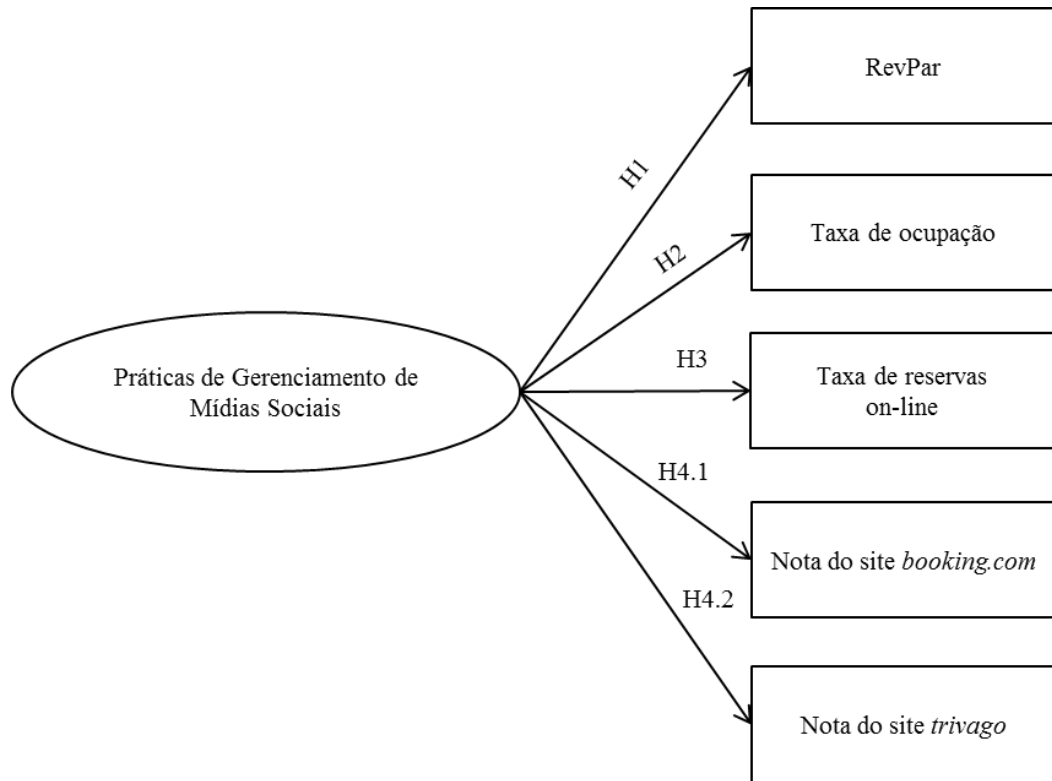 RevPar
H1
Taxa de ocupação
H2
Práticas de Gerenciamento de
Mídias Sociais
H3
Taxa de reservas
on-line
H4.1
Nota do site booking.com
H4.2
Nota do site trivago